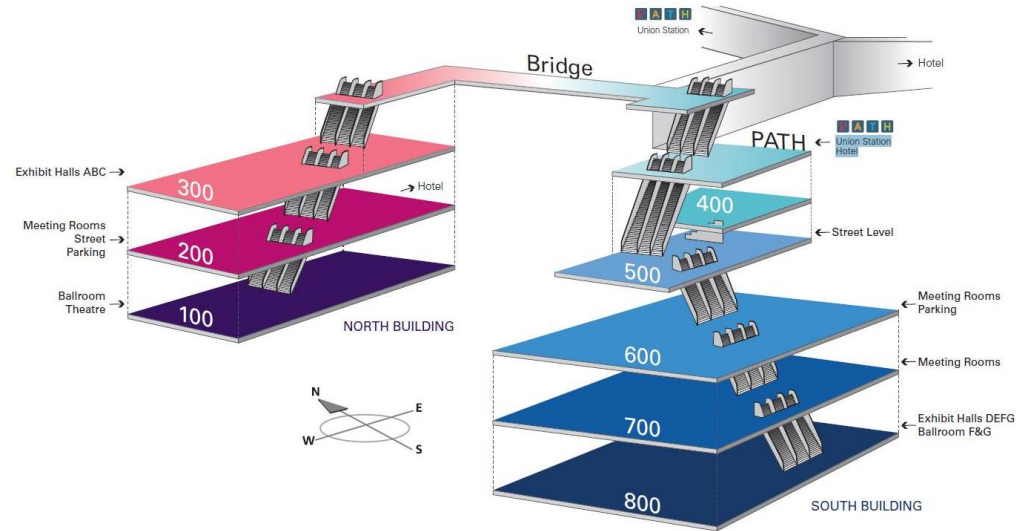 PATH
Union Station
Hotel
Bridge
PATH
PATH
Union Station
Hotel
Exhibit Halls ABC
300
Hotel
400
Meeting Rooms
Street
Parking
200
Street Level
500
Ballroom
Theatre
100
NORTH BUILDING
Meeting Rooms
Parking
600
Meeting Rooms
700
Exhibit Halls DEFG
Ballroom F&G
800
SOUTH BUILDING
N
E
W
S